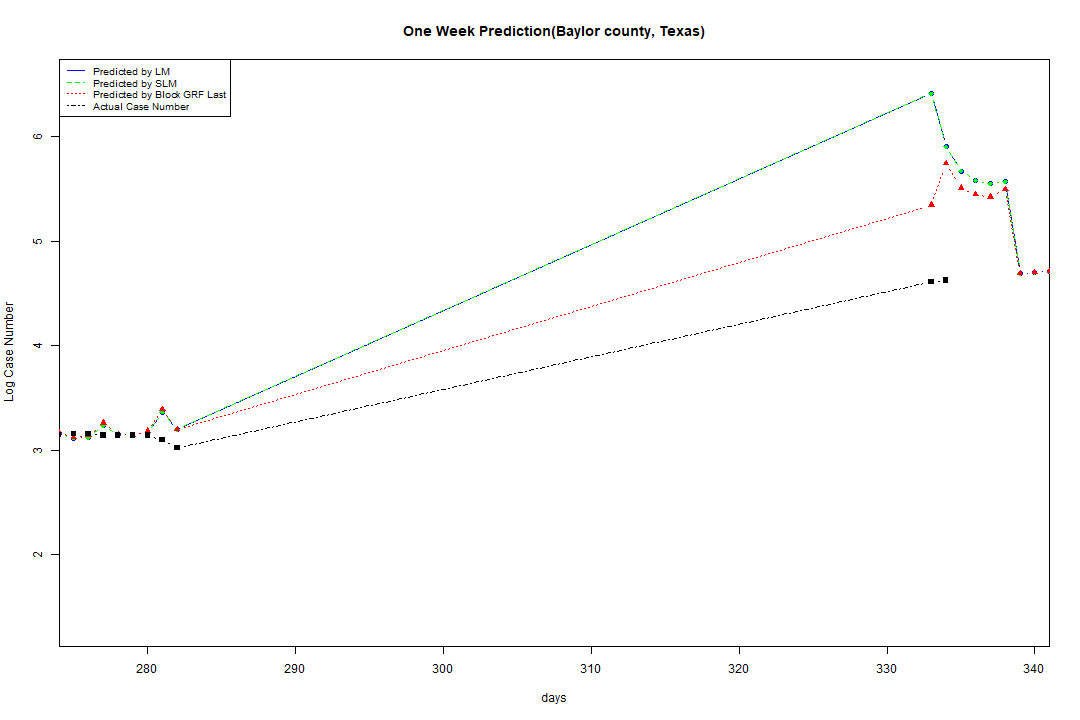 One Week Prediction(Baylor county, Texas)
Predicted by LM
Predicted by SLM
Predicted by Block GRF Last
Actual Case Number
Log Case Number
6
5
4
3
2
280 290 300 310 320 330 340
days